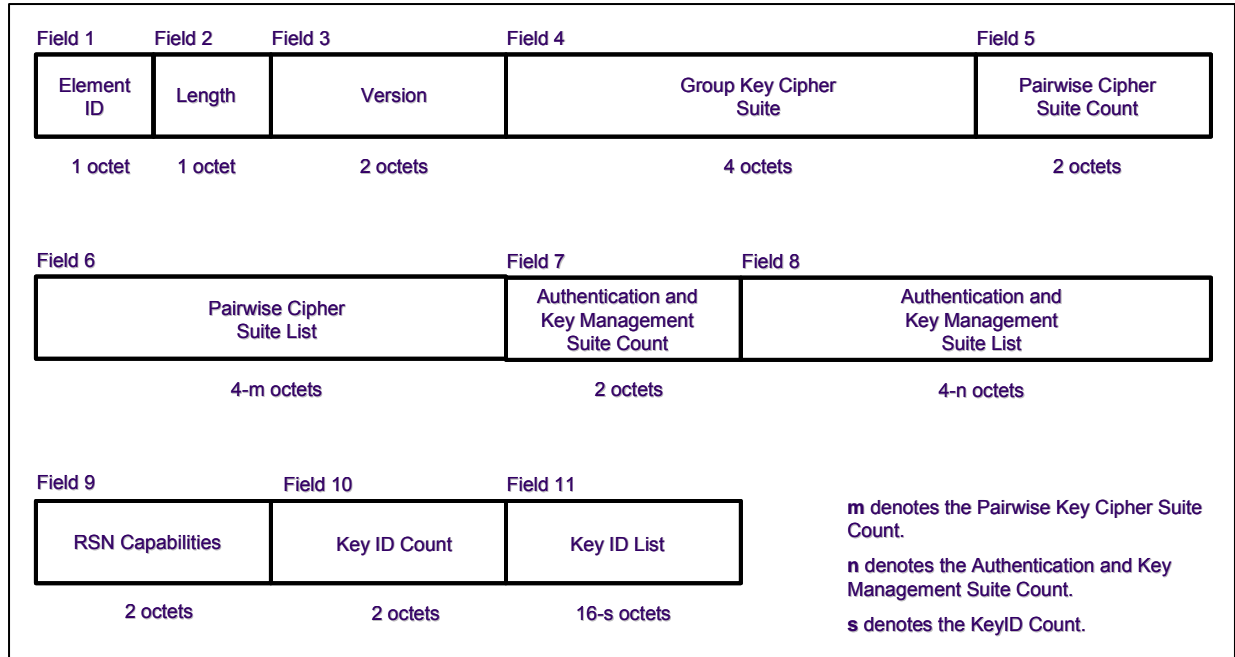 Field 1 Field 2 Field 3 Field 4 Field 5
Element
ID
Length
Version
Group Key Cipher
Suite
Pairwise Cipher
Suite Count
1 octet 1 octet 2 octets 4 octets 2 octets
Field 6 Field 7 Field 8
Pairwise Cipher
Suite List
Authentication and
Key Management
Suite Count
Authentication and
Key Management
Suite List
4-m octets 2 octets 4-n octets
Field 9 Field 10 Field 11
RSN Capabilities
Key ID Count
Key ID List
2 octets 2 octets 16-s octets
m denotes the Pairwise Key Cipher Suite
Count.
n denotes the Authentication and Key
Management Suite Count.
s denotes the KeyID Count.